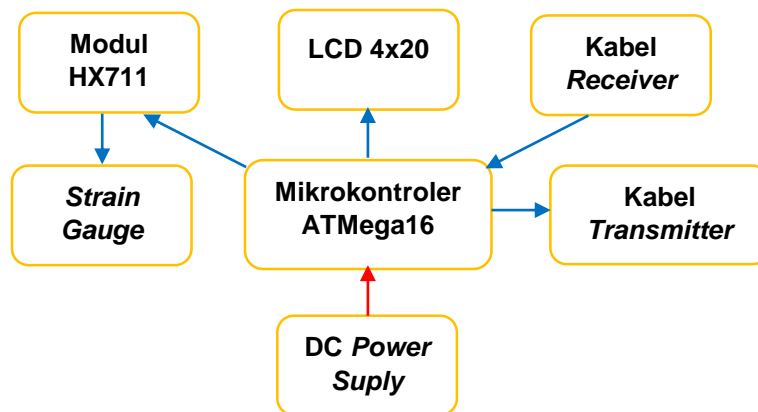 Modul
HX711
LCD 4x20
Kabel
Receiver
Strain
Gauge
Mikrokontroler
ATMega16
Kabel
Transmitter
DC Power
Suply